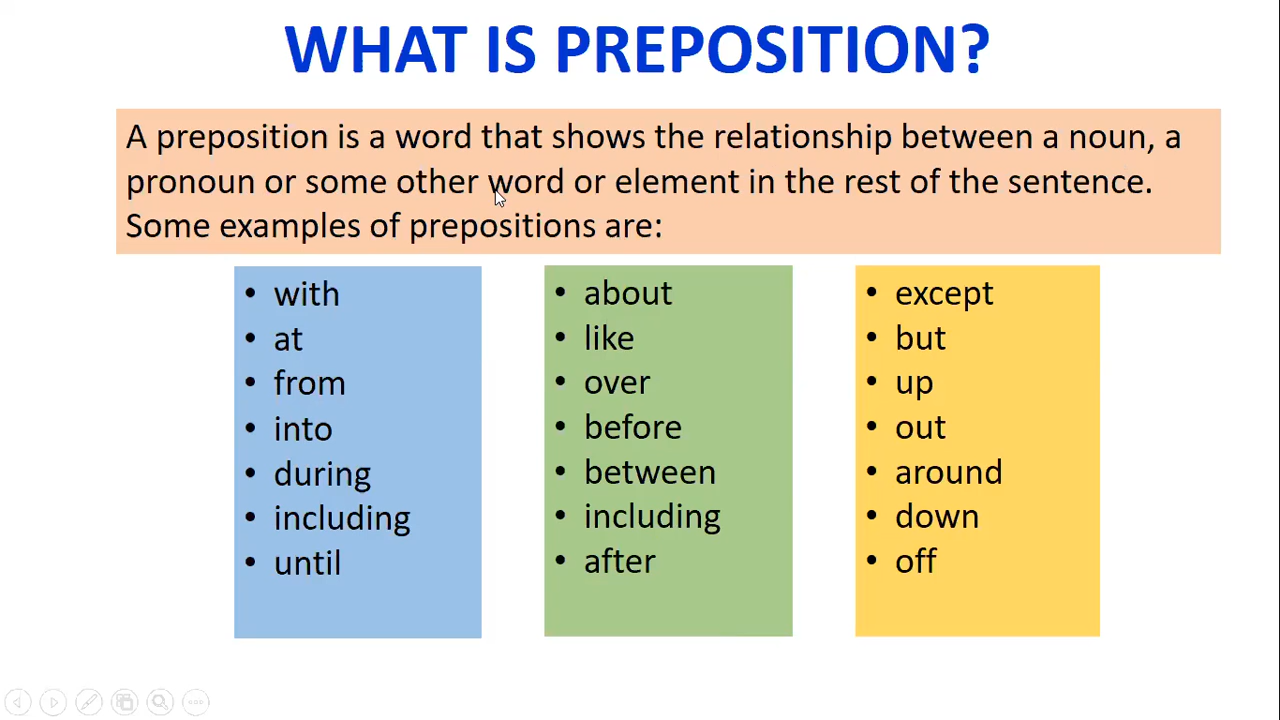 WHAT IS PREPOSITION?
A preposition is a word that shows the relationship between a noun, a
pronoun or some other word or element in the rest of the sentence.
Some examples of prepositions are:
• with
• at
• from
• into
• during
• including
• until
• about
• like
• over
• before
• between
• including
• after
• except
• but
• up
• out
• around
• down
• off